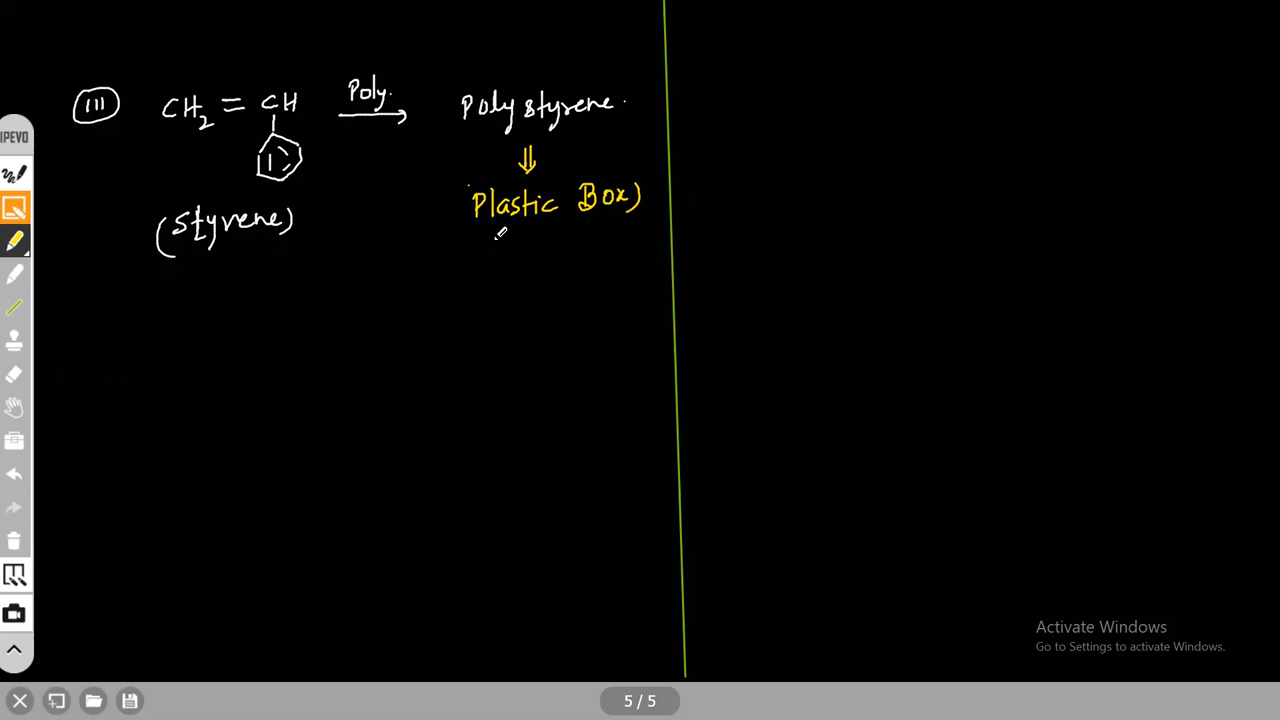 IPEVO
III CH2 = CH Poly. → Polystyrene.
⇓
Plastic Box)
(Styrene)
Activate Windows
Go to Settings to activate Windows.
5 / 5